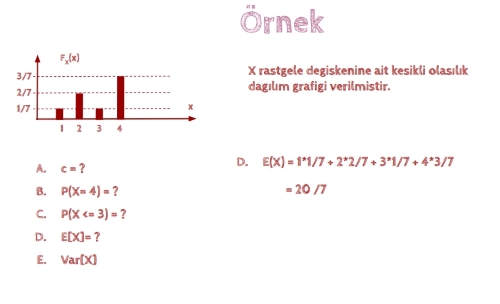 Örnek
F_x(x)
3/7
2/7
1/7
x
1 2 3 4
X rastgele degiskenine ait kesikli olasılık
dagılım grafigi verilmistir.
A. c = ?
B. P(X= 4) = ?
C. P(X <= 3) = ?
D. E[X]= ?
E. Var[X]
D. E(X) = 1*1/7 + 2*2/7 + 3*1/7 + 4*3/7
= 20 /7